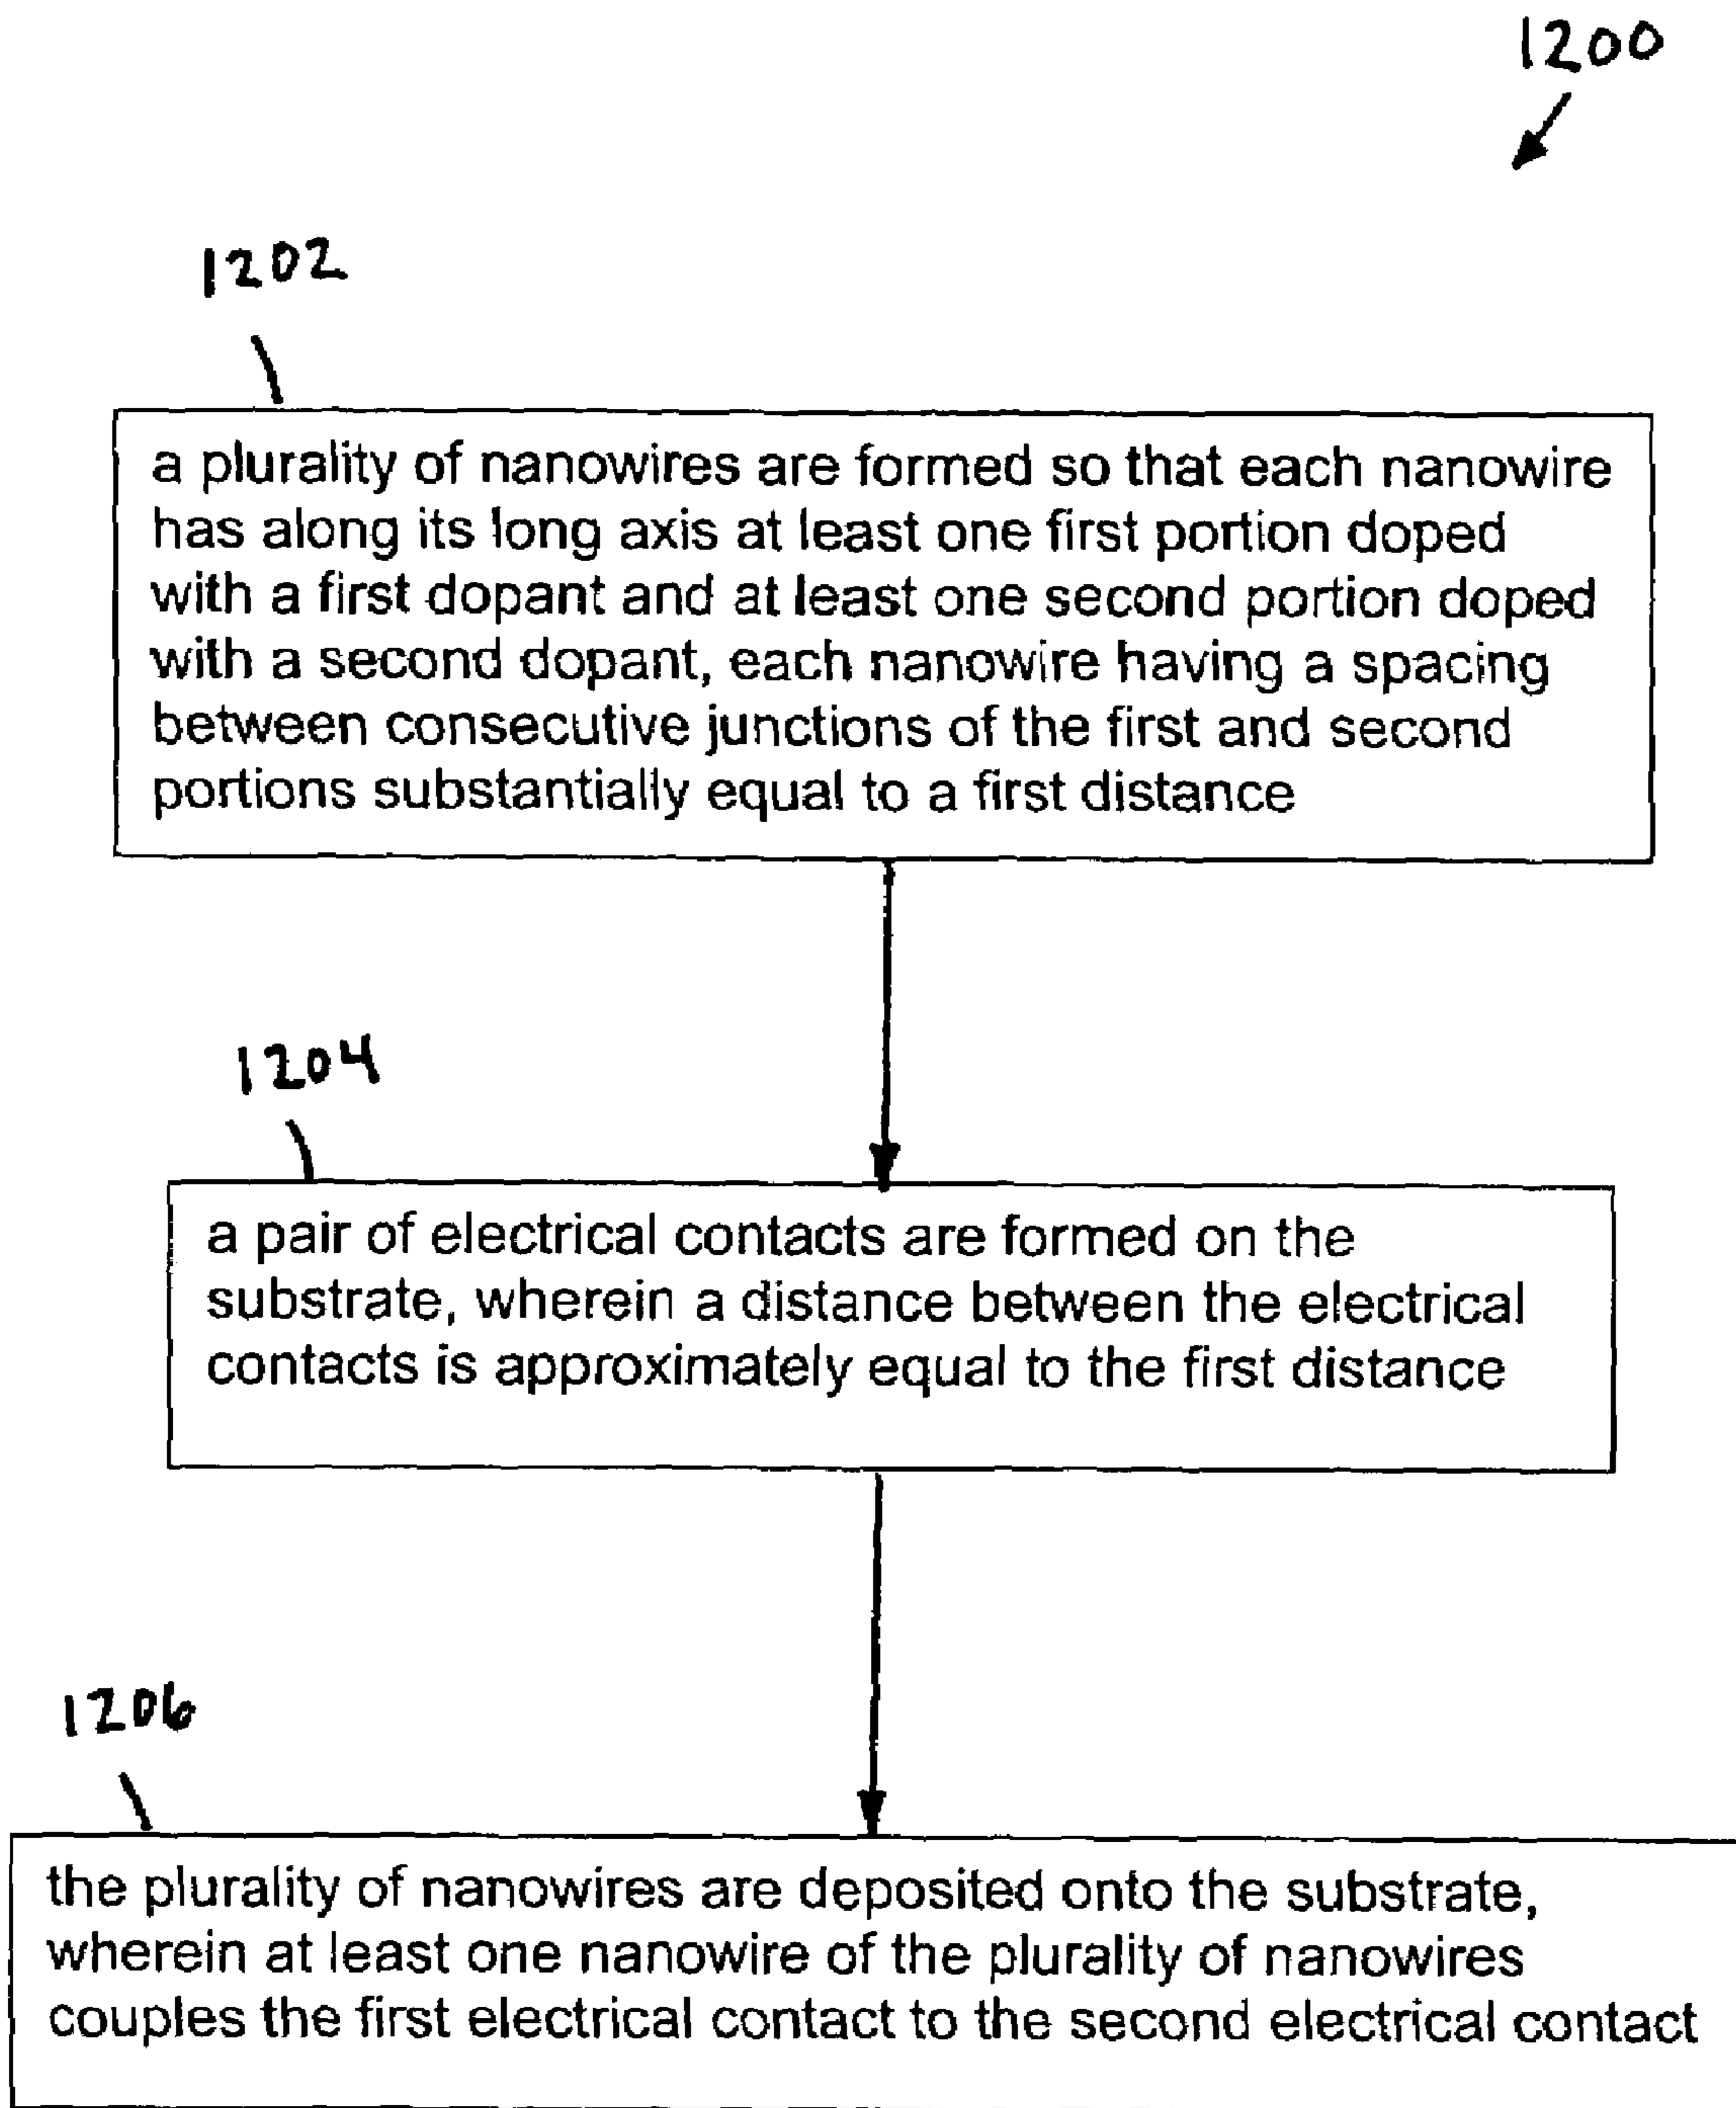 1200
1202
a plurality of nanowires are formed so that each nanowire
has along its long axis at least one first portion doped
with a first dopant and at least one second portion doped
with a second dopant, each nanowire having a spacing
between consecutive junctions of the first and second
portions substantially equal to a first distance
1204
a pair of electrical contacts are formed on the
substrate, wherein a distance between the electrical
contacts is approximately equal to the first distance
1206
the plurality of nanowires are deposited onto the substrate,
wherein at least one nanowire of the plurality of nanowires
couples the first electrical contact to the second electrical contact